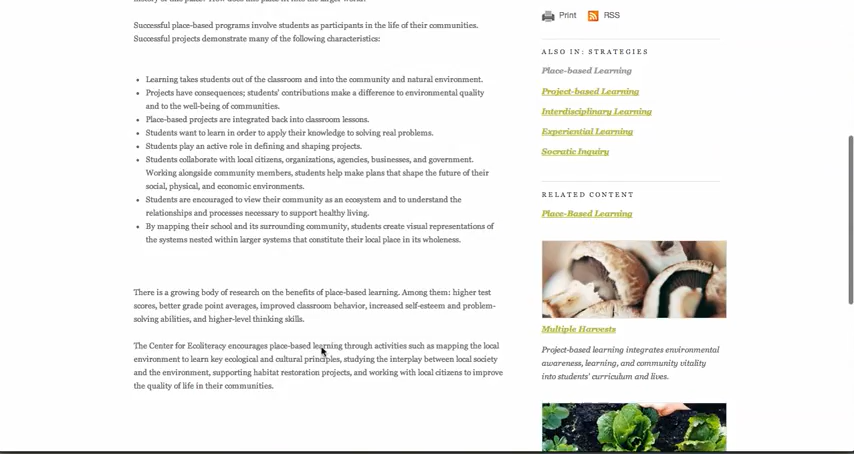 Successful place-based programs involve students as participants in the life of their communities.
Successful projects demonstrate many of the following characteristics:
• Learning takes students out of the classroom and into the community and natural environment.
• Projects have consequences; students' contributions make a difference to environmental quality
and to the well-being of communities.
• Place-based projects are integrated back into classroom lessons.
• Students want to learn in order to apply their knowledge to solving real problems.
• Students play an active role in defining and shaping projects.
• Students collaborate with local citizens, organizations, agencies, businesses, and government.
Working alongside community members, students help make plans that shape the future of their
social, physical, and economic environments.
• Students are encouraged to view their community as an ecosystem and to understand the
relationships and processes necessary to support healthy living.
• By mapping their school and its surrounding community, students create visual representations of
the systems nested within larger systems that constitute their local place in its wholeness.
There is a growing body of research on the benefits of place-based learning. Among them: higher test
scores, better grade point averages, improved classroom behavior, increased self-esteem and problem-
solving abilities, and higher-level thinking skills.
The Center for Ecoliteracy encourages place-based learning through activities such as mapping the local
environment to learn key ecological and cultural principles, studying the interplay between local society
and the environment, supporting habitat restoration projects, and working with local citizens to improve
the quality of life in their communities.
Print RSS
ALSO IN: STRATEGIES
Place-based Learning
Project-based Learning
Interdisciplinary Learning
Experiential Learning
Socratic Inquiry
RELATED CONTENT
Place-Based Learning
Multiple Harvests
Project-based learning integrates environmental
awareness, learning, and community vitality
into students' curriculum and lives.